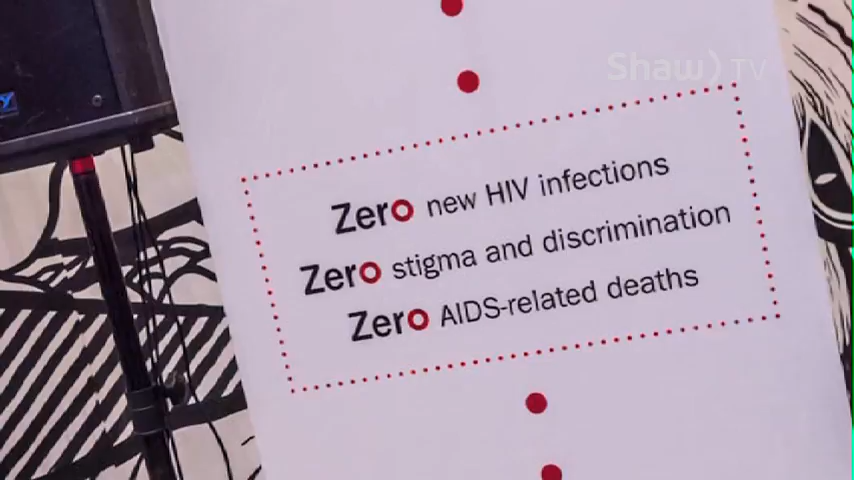 Shaw) TV
Zero new HIV infections
Zero stigma and discrimination
Zero AIDS-related deaths